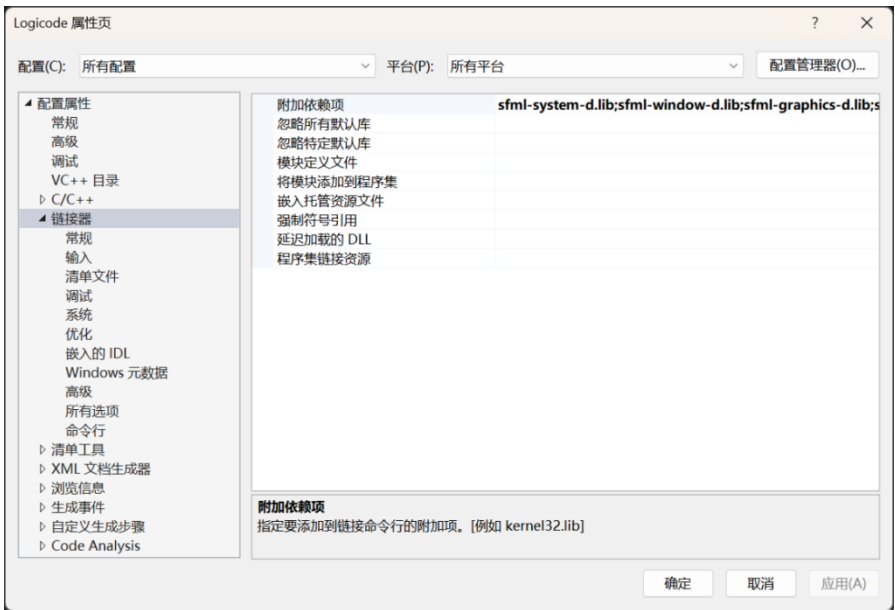 Logicode 属性页 ? ×
配置(C): 所有配置 平台(P): 所有平台 配置管理器(O)...
配置属性
常规
高级
调试
VC++ 目录
C/C++
链接器
常规
输入
清单文件
调试
系统
优化
嵌入的 IDL
Windows 元数据
高级
所有选项
命令行
清单工具
XML 文档生成器
浏览信息
生成事件
自定义生成步骤
Code Analysis
附加依赖项 sfml-system-d.lib;sfml-window-d.lib;sfml-graphics-d.lib;s
忽略所有默认库
忽略特定默认库
模块定义文件
将模块添加到程序集
嵌入托管资源文件
强制符号引用
延迟加载的 DLL
程序集链接资源
附加依赖项
指定要添加到链接命令行的附加项。[例如 kernel32.lib]
确定 取消 应用(A)